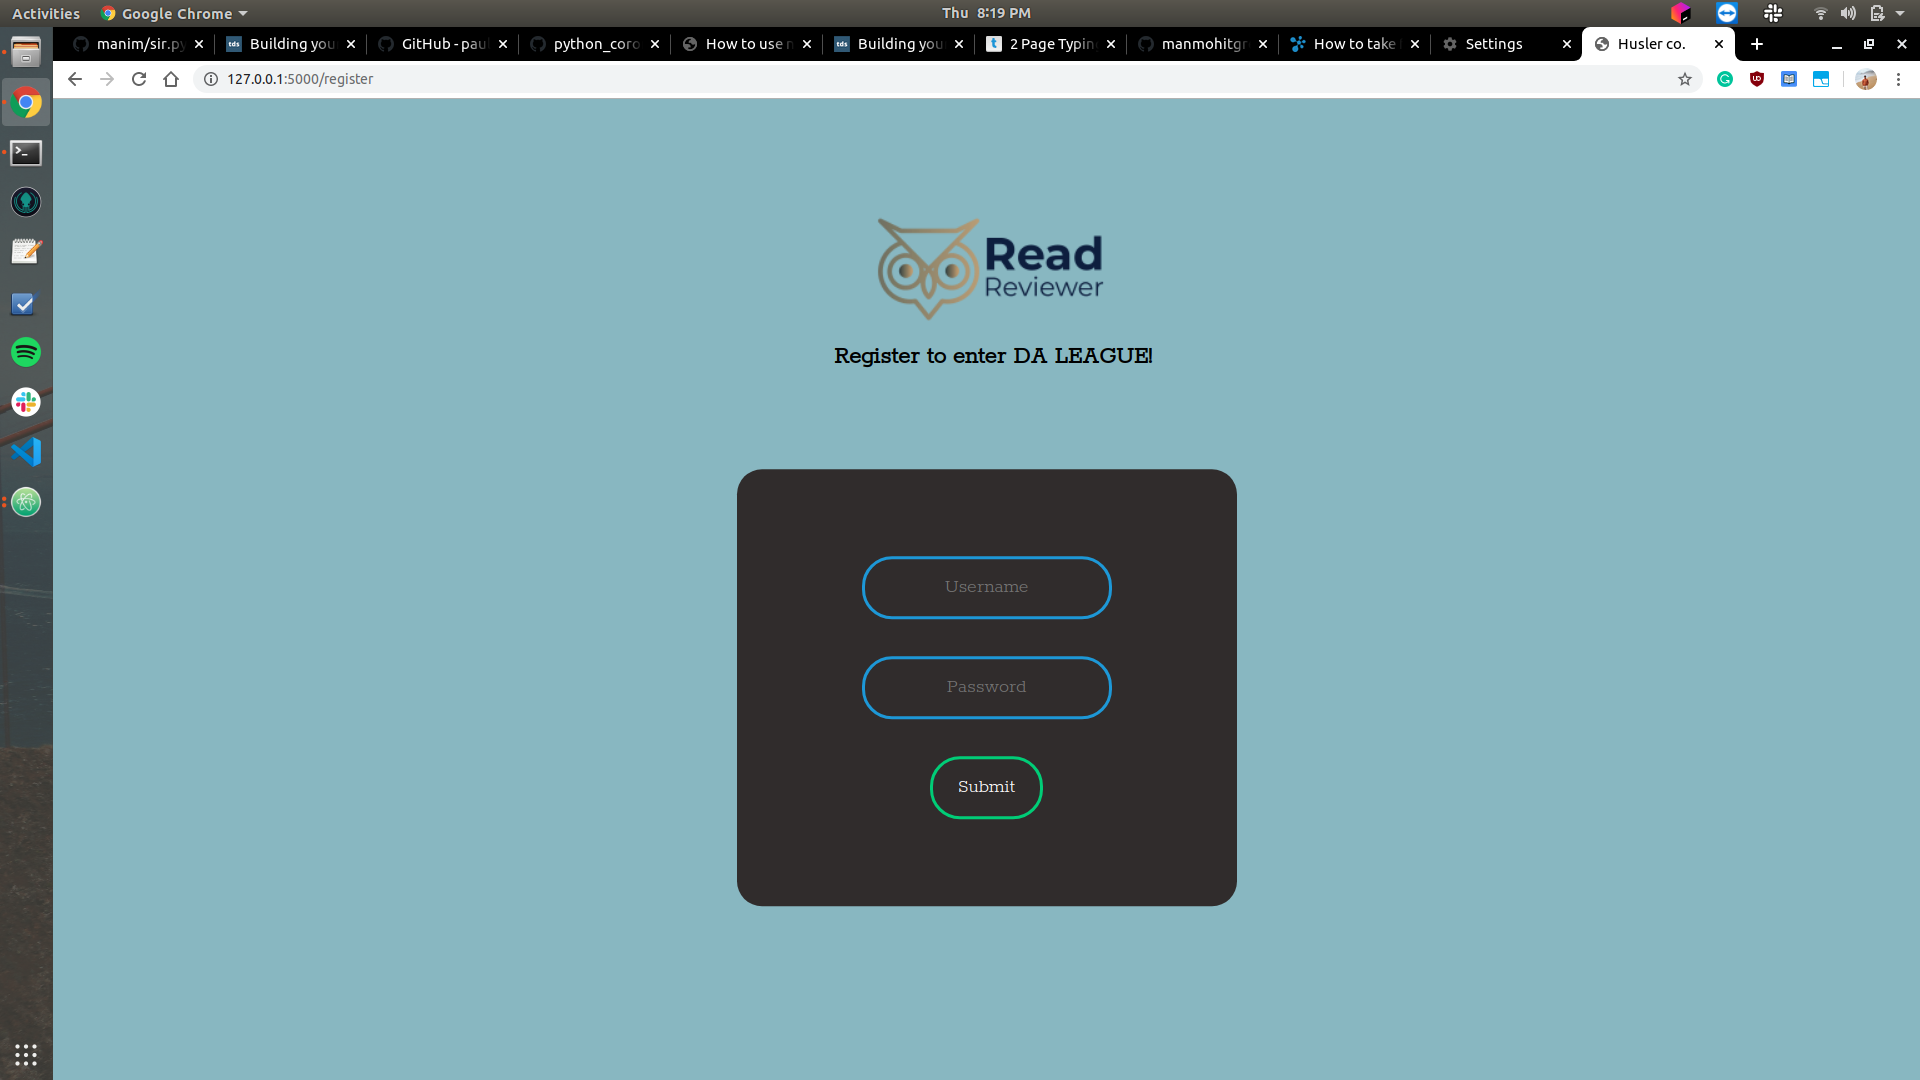 Activities Google Chrome Thu 8:19 PM
manim/sir.py Building you GitHub - paul python_coro How to use n Building you 2 Page Typing manmohitgr How to take Settings Husler co.
127.0.0.1:5000/register
Read
Reviewer
Register to enter DA LEAGUE!
Username
Password
Submit